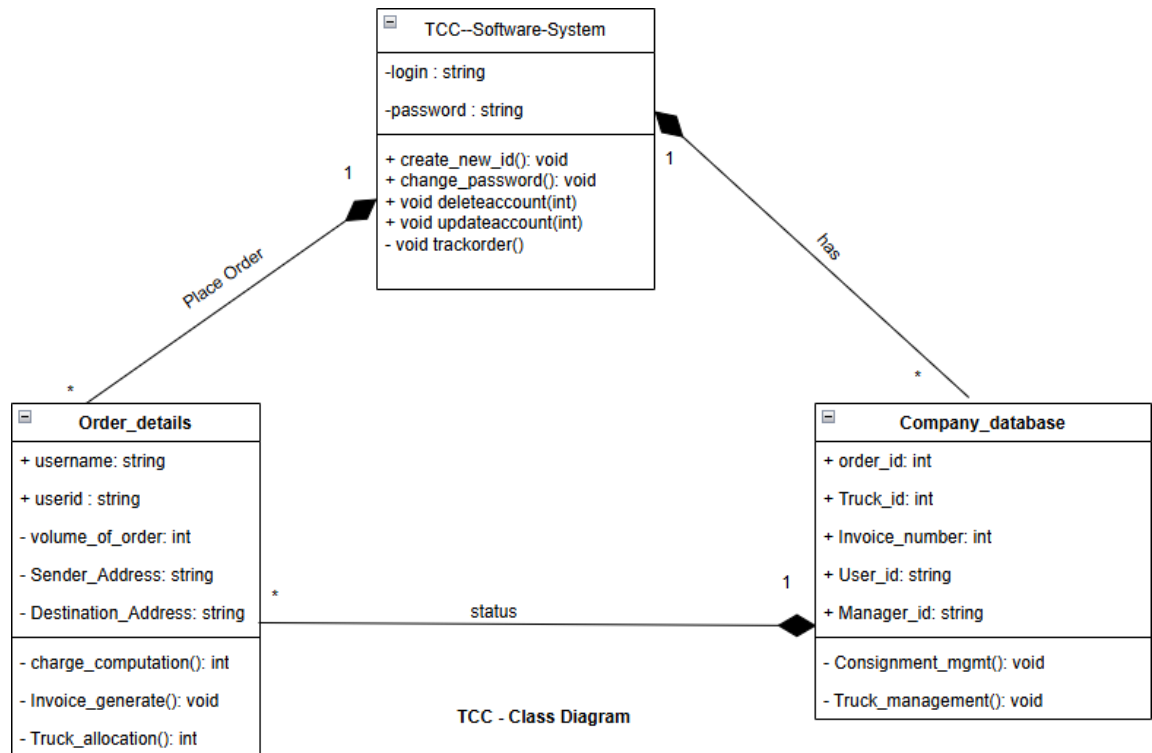 TCC--Software-System
-login : string
-password : string
+ create_new_id(): void
+ change_password(): void
+ void deleteaccount(int)
+ void updateaccount(int)
- void trackorder()
1
1
Place Order
has
*
*
Order_details
+ username: string
+ userid : string
- volume_of_order: int
- Sender_Address: string
- Destination_Address: string
- charge_computation(): int
- Invoice_generate(): void
- Truck_allocation(): int
Company_database
+ order_id: int
+ Truck_id: int
+ Invoice_number: int
+ User_id: string
+ Manager_id: string
- Consignment_mgmt(): void
- Truck_management(): void
*
status
1
TCC - Class Diagram